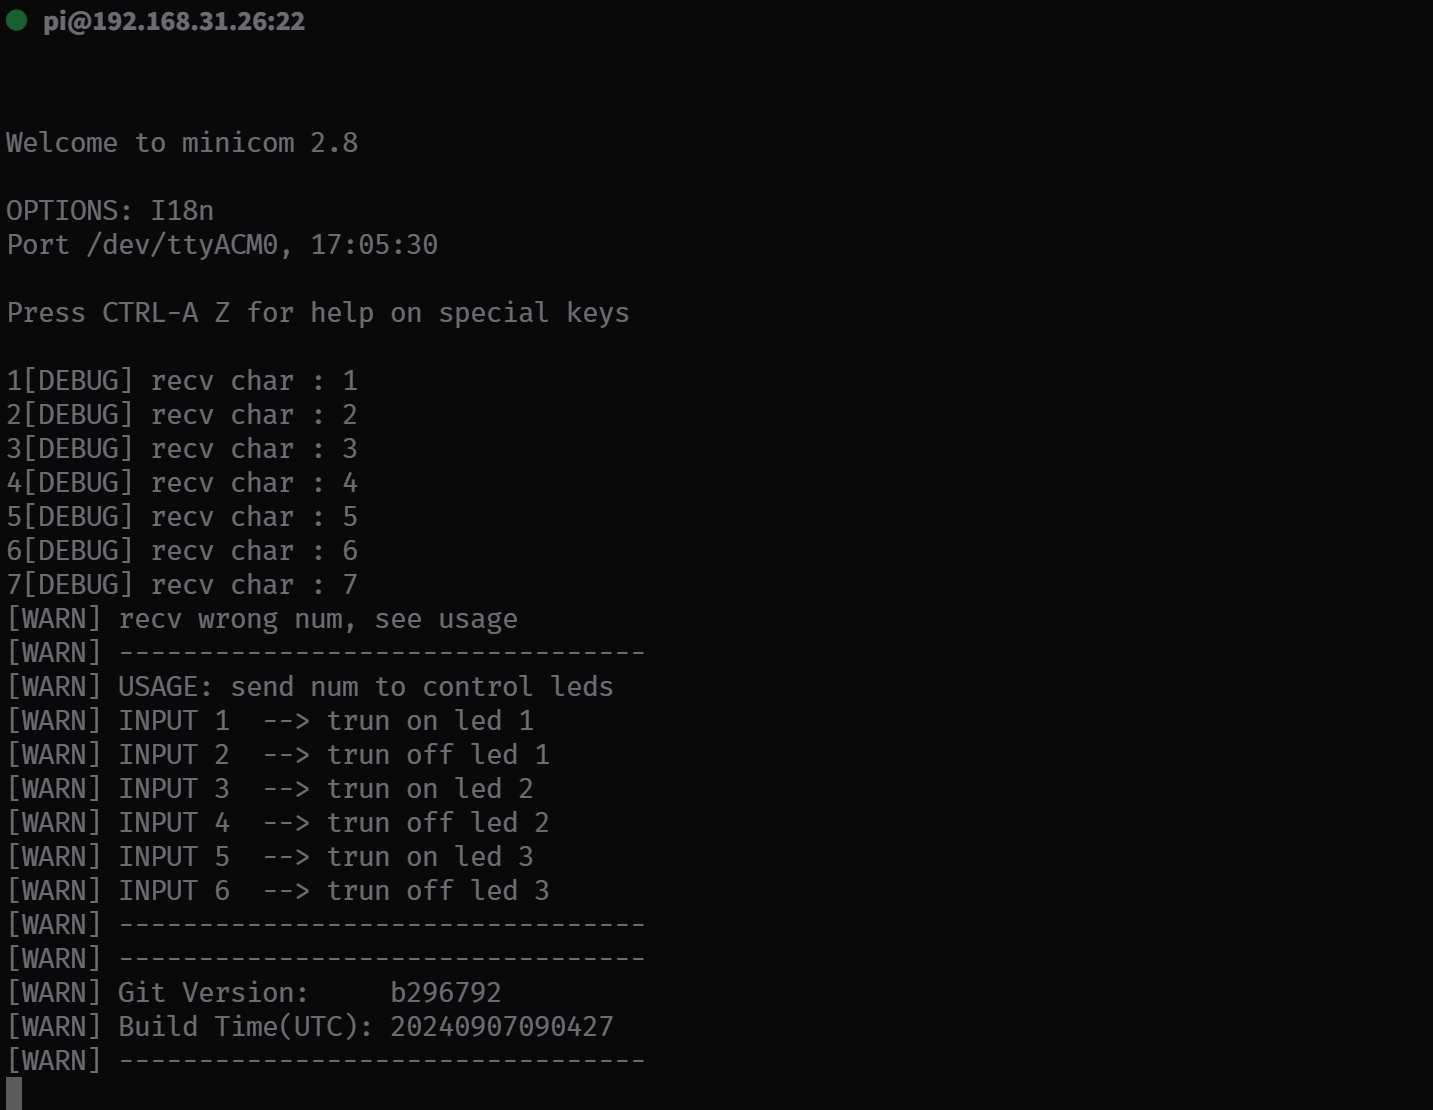 pi@192.168.31.26:22
Welcome to minicom 2.8
OPTIONS: I18n
Port /dev/ttyACM0, 17:05:30
Press CTRL-A Z for help on special keys
1[DEBUG] recv char : 1
2[DEBUG] recv char : 2
3[DEBUG] recv char : 3
4[DEBUG] recv char : 4
5[DEBUG] recv char : 5
6[DEBUG] recv char : 6
7[DEBUG] recv char : 7
[WARN] recv wrong num, see usage
[WARN] ---------------------------------
[WARN] USAGE: send num to control leds
[WARN] INPUT 1  --> trun on led 1
[WARN] INPUT 2  --> trun off led 1
[WARN] INPUT 3  --> trun on led 2
[WARN] INPUT 4  --> trun off led 2
[WARN] INPUT 5  --> trun on led 3
[WARN] INPUT 6  --> trun off led 3
[WARN] ---------------------------------
[WARN] ---------------------------------
[WARN] Git Version:     b296792
[WARN] Build Time(UTC): 20240907090427
[WARN] ---------------------------------